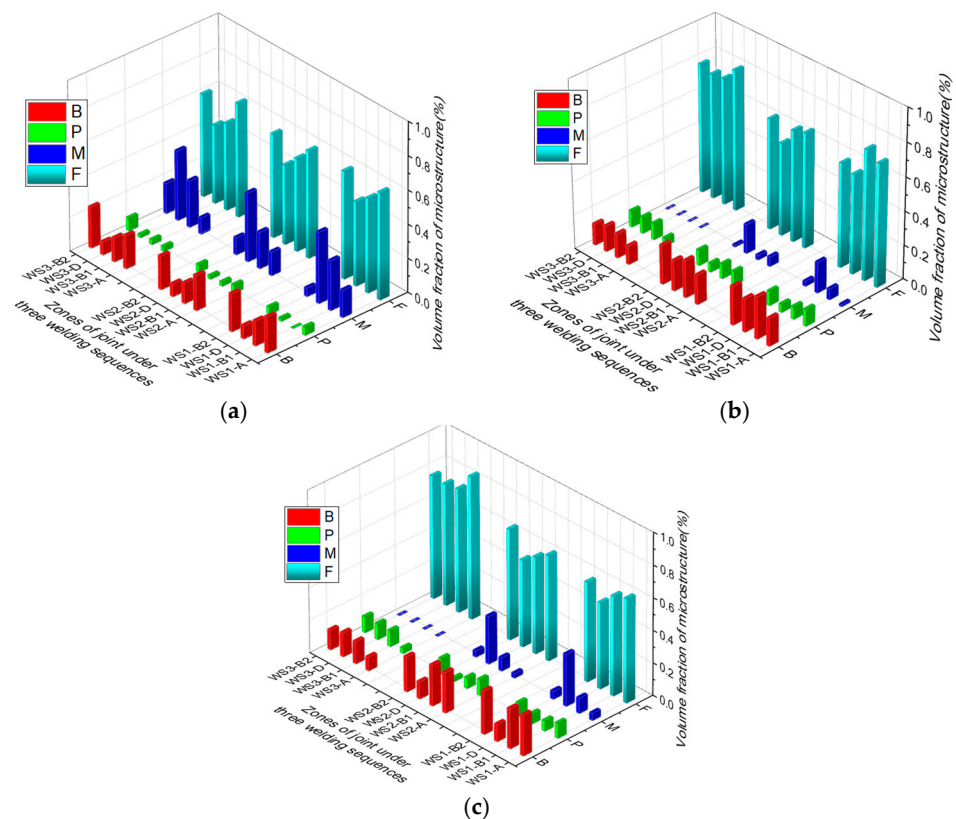 B
P
M
F
Volume fraction of microstructure(%)
1.0
0.8
0.6
0.4
0.2
0.0
WS3-B2
WS3-D
WS3-B1
WS3-A
WS2-B2
WS2-D
WS2-B1
WS2-A
WS1-B2
WS1-D
WS1-B1
WS1-A
Zones of joint under
three welding sequences
B
P
M
F
(a)
B
P
M
F
Volume fraction of microstructure(%)
1.0
0.8
0.6
0.4
0.2
0.0
WS3-B2
WS3-D
WS3-B1
WS3-A
WS2-B2
WS2-D
WS2-B1
WS2-A
WS1-B2
WS1-D
WS1-B1
WS1-A
Zones of joint under
three welding sequences
B
P
M
F
(b)
B
P
M
F
Volume fraction of microstructure(%)
1.0
0.8
0.6
0.4
0.2
0.0
WS3-B2
WS3-D
WS3-B1
WS3-A
WS2-B2
WS2-D
WS2-B1
WS2-A
WS1-B2
WS1-D
WS1-B1
WS1-A
Zones of joint under
three welding sequences
B
P
M
F
(c)